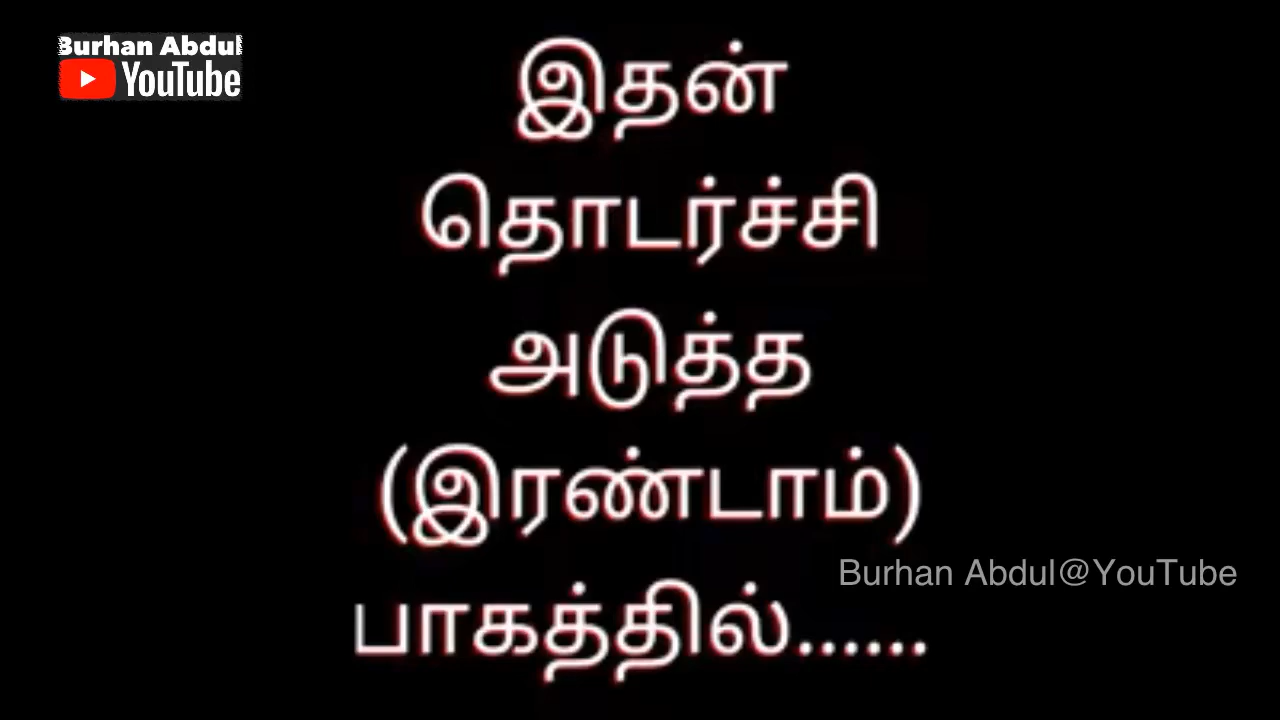 Burhan Abdul
YouTube
இதன்
தொடர்ச்சி
அடுத்த
(இரண்டாம்)
Burhan Abdul@YouTube
பாகத்தில்......